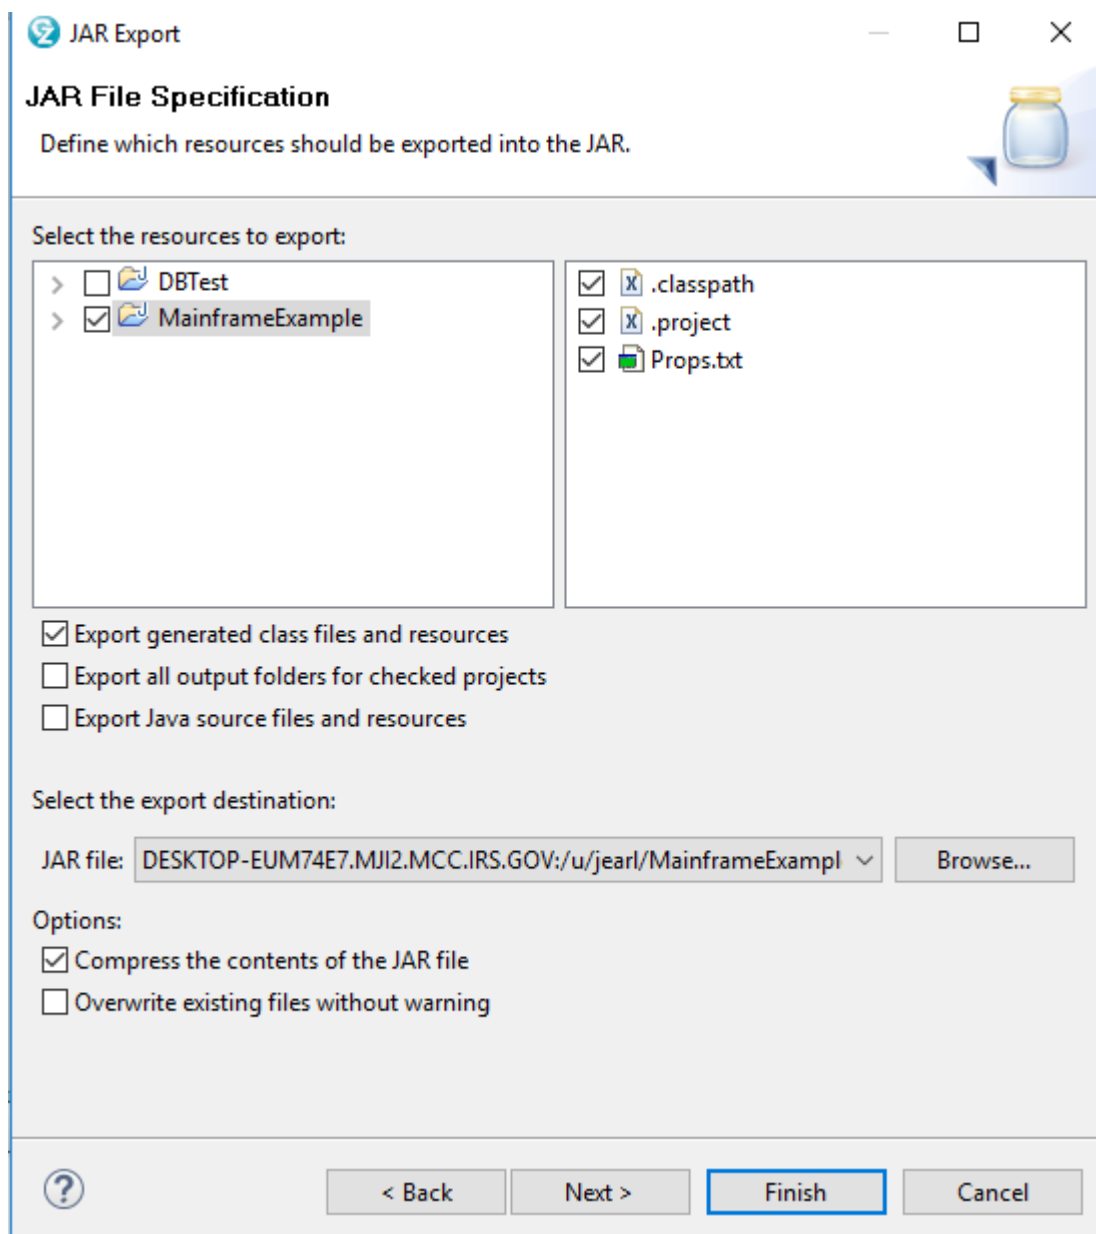 JAR Export
JAR File Specification
Define which resources should be exported into the JAR.
Select the resources to export:
DBTest
MainframeExample
.classpath
.project
Props.txt
Export generated class files and resources
Export all output folders for checked projects
Export Java source files and resources
Select the export destination:
JAR file: DESKTOP-EUM74E7.MJI2.MCC.IRS.GOV:/u/jearl/MainframeExampl Browse...
Options:
Compress the contents of the JAR file
Overwrite existing files without warning
? < Back Next > Finish Cancel